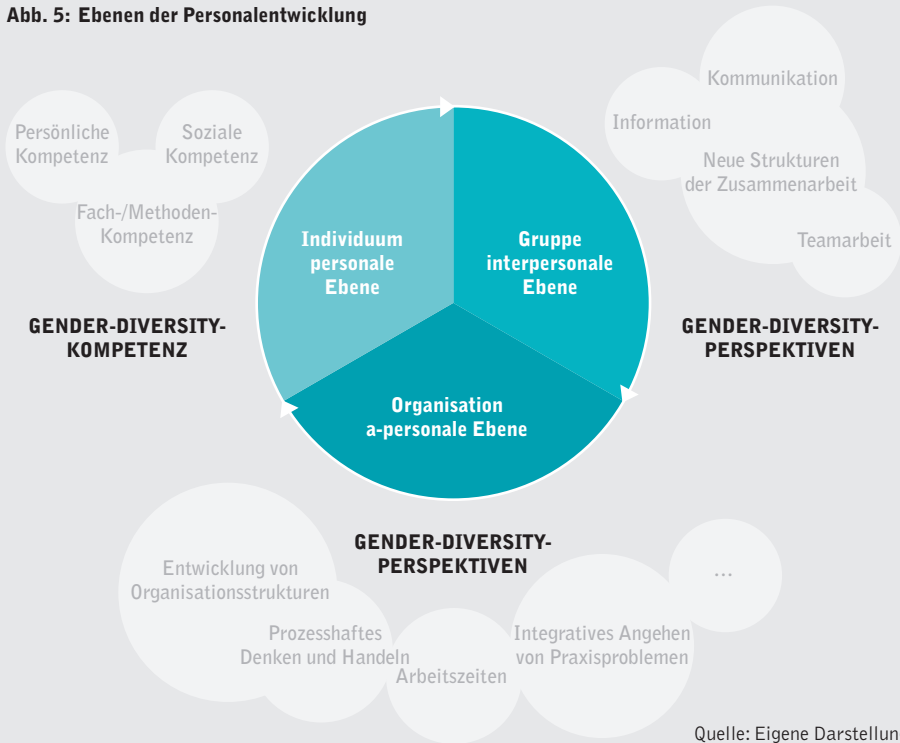 Abb. 5: Ebenen der Personalentwicklung
Persönliche
Kompetenz
Soziale
Kompetenz
Fach-/Methoden-
Kompetenz
GENDER-DIVERSITY-
KOMPETENZ
Individuum
personale
Ebene
Gruppe
interpersonale
Ebene
Organisation
a-personale Ebene
Kommunikation
Information
Neue Strukturen
der Zusammenarbeit
Teamarbeit
GENDER-DIVERSITY-
PERSPEKTIVEN
GENDER-DIVERSITY-
PERSPEKTIVEN
Entwicklung von
Organisationsstrukturen
Prozesshaftes
Denken und Handeln
Arbeitszeiten
Integratives Angehen
von Praxisproblemen
...
Quelle: Eigene Darstellun